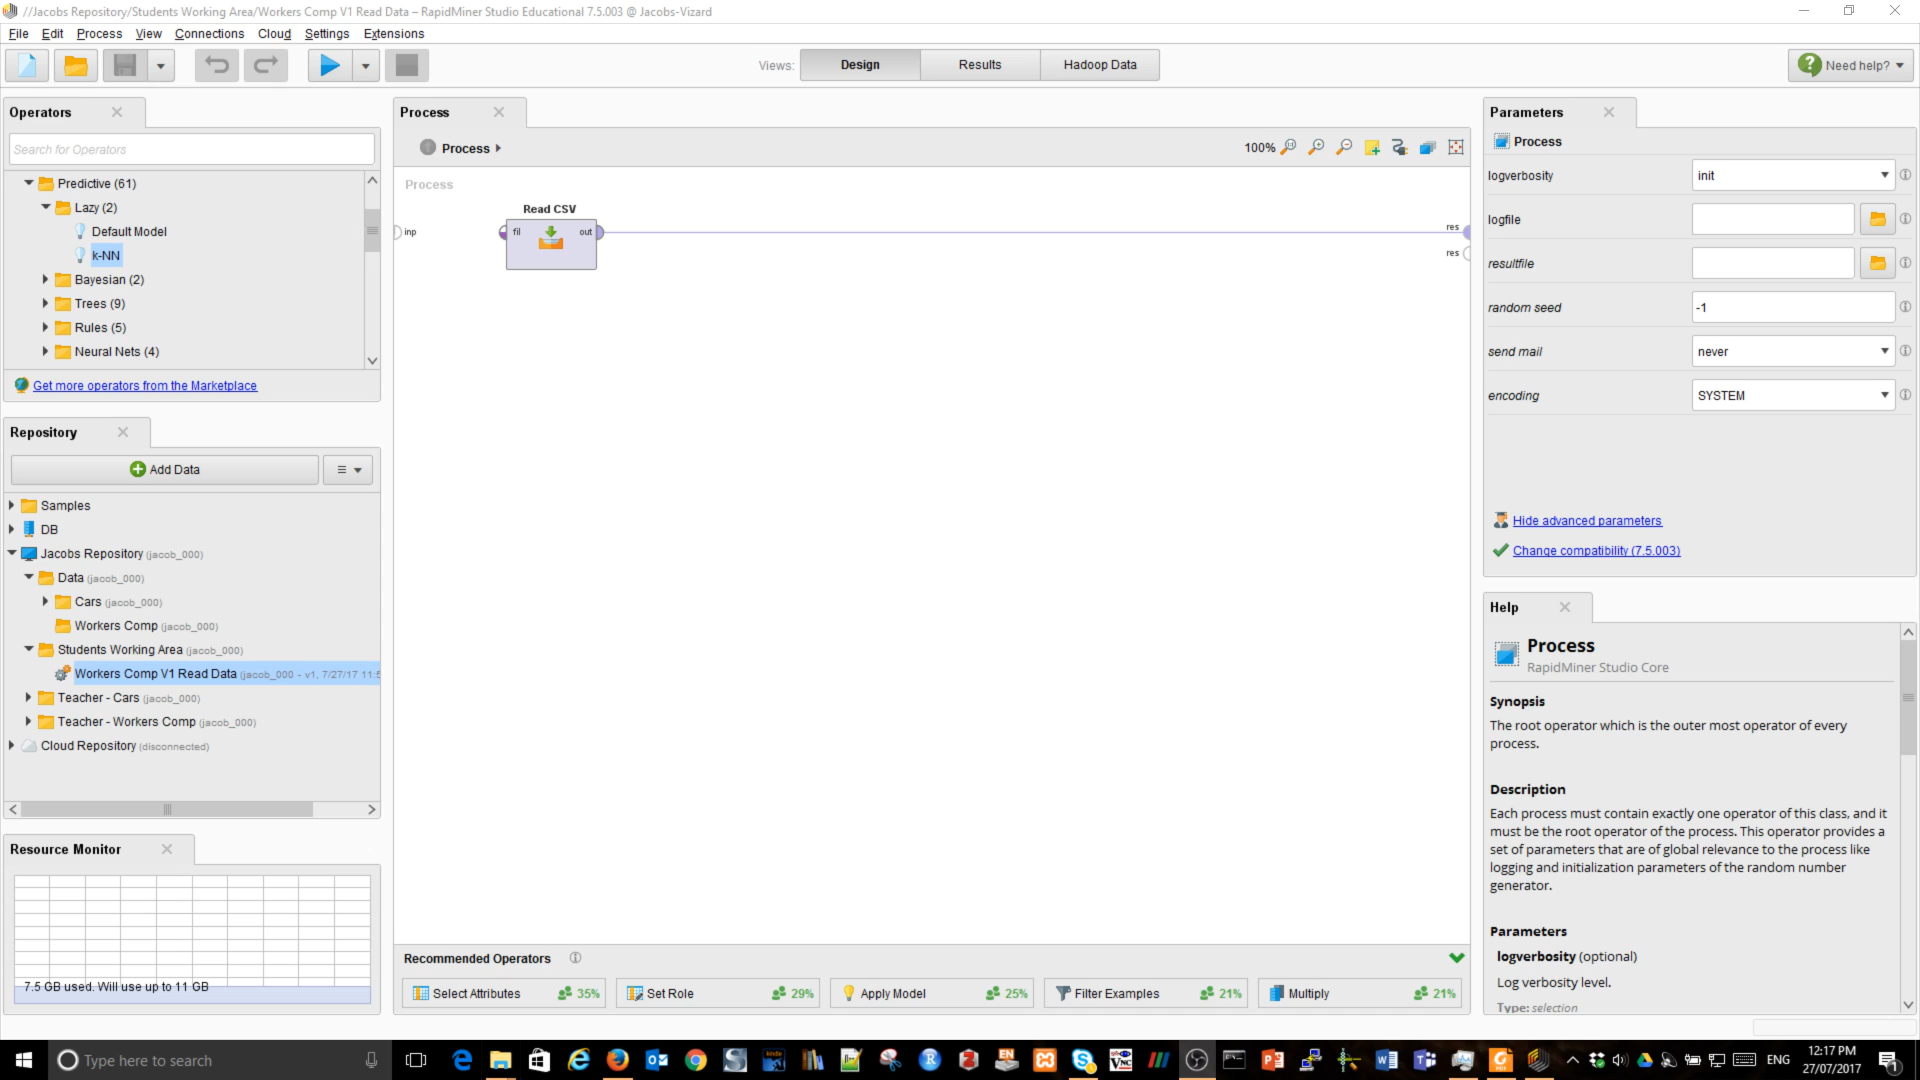 //Jacobs Repository/Students Working Area/Workers Comp V1 Read Data – RapidMiner Studio Educational 7.5.003 @ Jacobs-Vizard
File Edit Process View Connections Cloud Settings Extensions
Views: Design Results Hadoop Data
Need help?
Operators
Search for Operators
Predictive (61)
Lazy (2)
Default Model
k-NN
Bayesian (2)
Trees (9)
Rules (5)
Neural Nets (4)
Get more operators from the Marketplace
Repository
Add Data
Samples
DB
Jacobs Repository (jacob_000)
Data (jacob_000)
Cars (jacob_000)
Workers Comp (jacob_000)
Students Working Area (jacob_000)
Workers Comp V1 Read Data (jacob_000 - v1, 7/27/17 11:5
Teacher - Cars (jacob_000)
Teacher - Workers Comp (jacob_000)
Cloud Repository (disconnected)
Resource Monitor
7.5 GB used. Will use up to 11 GB
Process
Process
100%
Process
Read CSV
inp
fil
out
res
res
Recommended Operators
Select Attributes 35%
Set Role 29%
Apply Model 25%
Filter Examples 21%
Multiply 21%
Parameters
Process
logverbosity init
logfile
resultfile
random seed -1
send mail never
encoding SYSTEM
Hide advanced parameters
Change compatibility (7.5.003)
Help
Process
RapidMiner Studio Core
Synopsis
The root operator which is the outer most operator of every
process.
Description
Each process must contain exactly one operator of this class, and it
must be the root operator of the process. This operator provides a
set of parameters that are of global relevance to the process like
logging and initialization parameters of the random number
generator.
Parameters
logverbosity (optional)
Log verbosity level.
Type: selection
Type here to search
ENG
12:17 PM
27/07/2017